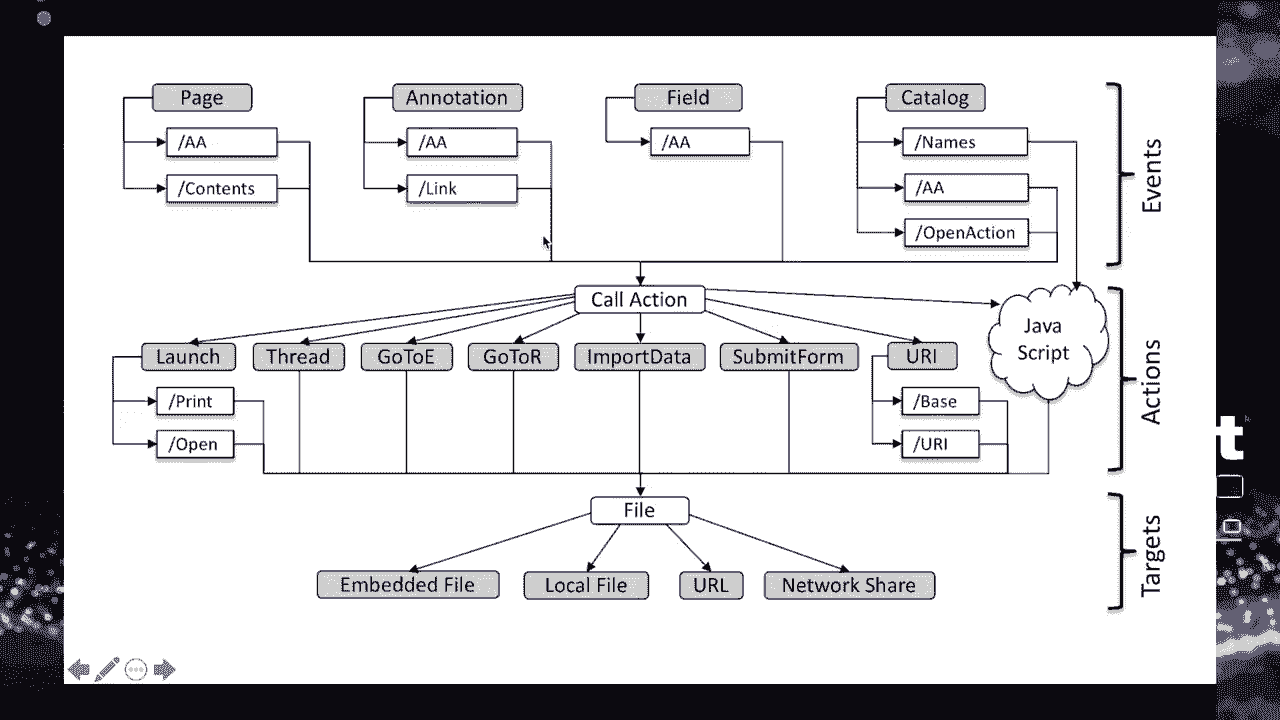 Page
Annotation
Field
Catalog
/AA
/AA
/AA
/Names
/Contents
/Link
/AA
/OpenAction
Events
Call Action
Java
Script
Launch
Thread
GoToE
GoToR
ImportData
SubmitForm
URI
/Print
/Base
/Open
/URI
Actions
File
Embedded File
Local File
URL
Network Share
Targets
t